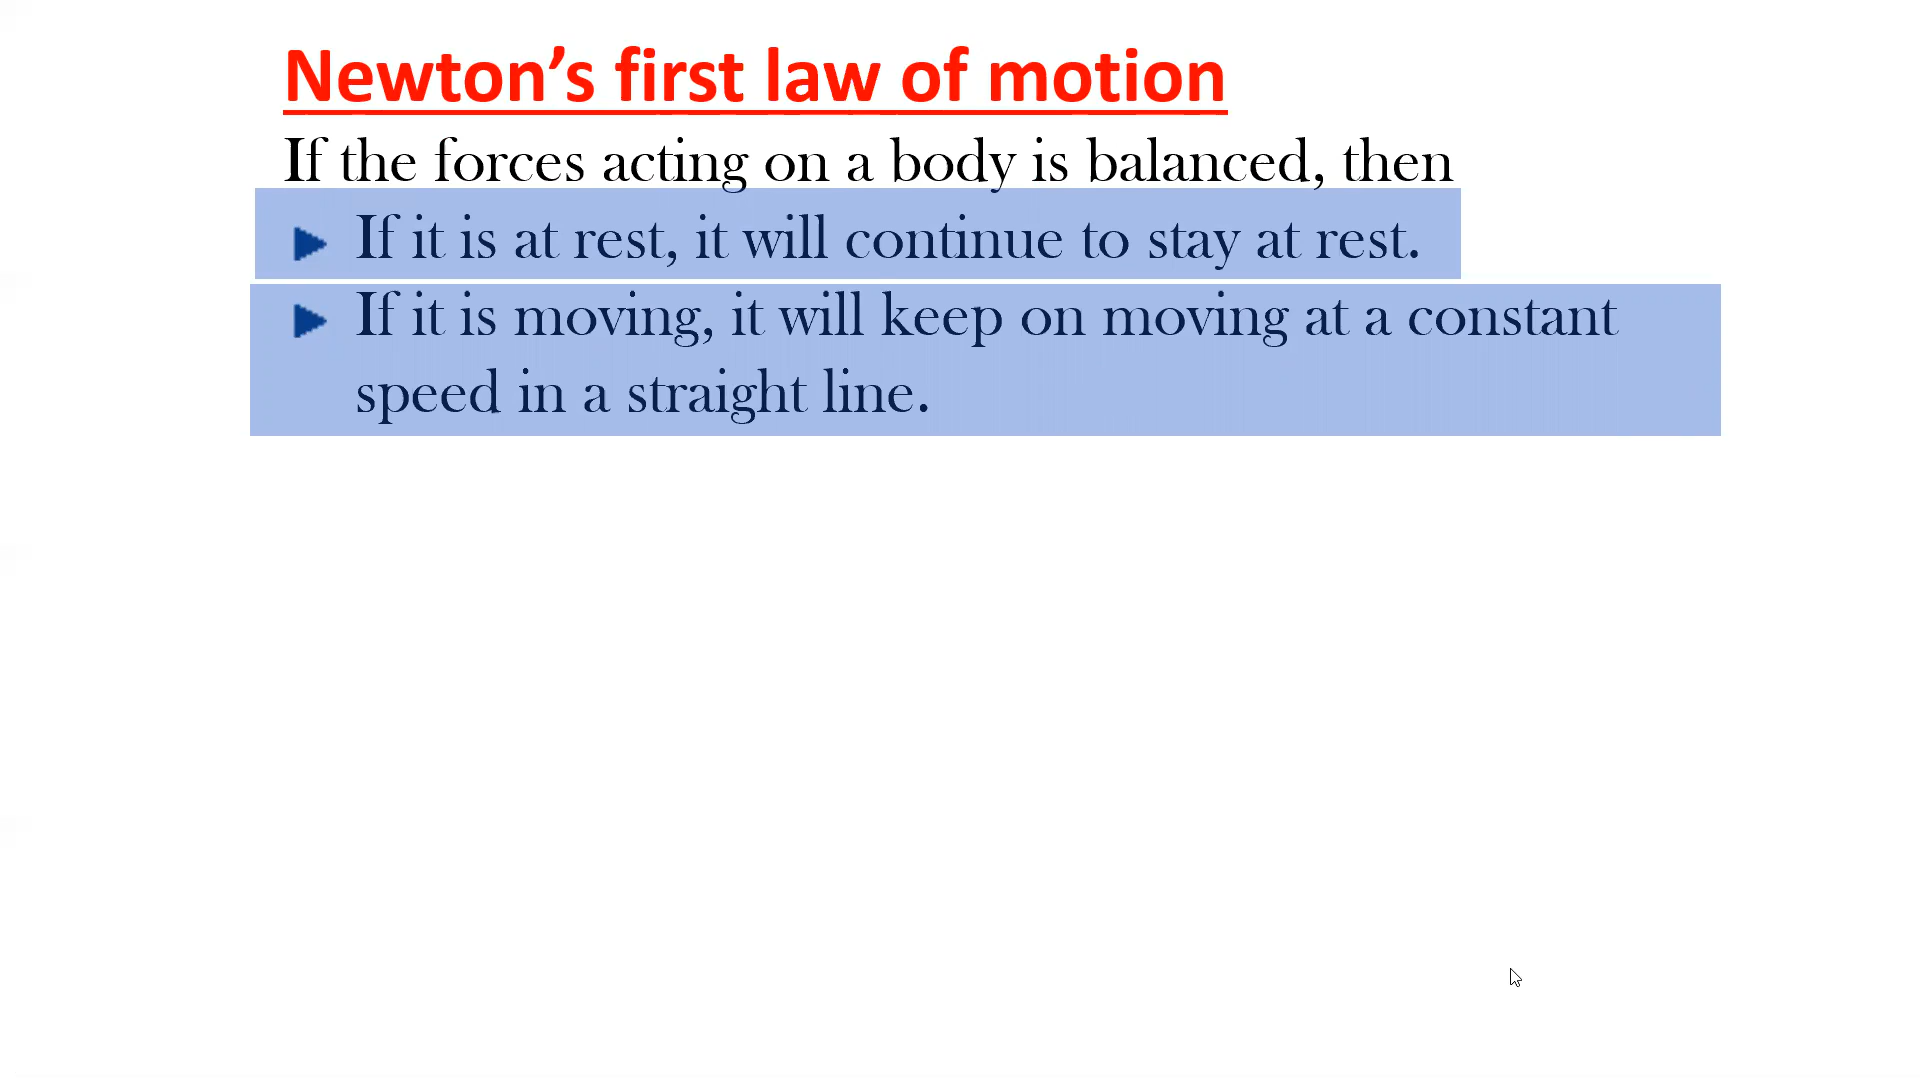 Newton’s first law of motion
If the forces acting on a body is balanced, then
If it is at rest, it will continue to stay at rest.
If it is moving, it will keep on moving at a constant
speed in a straight line.